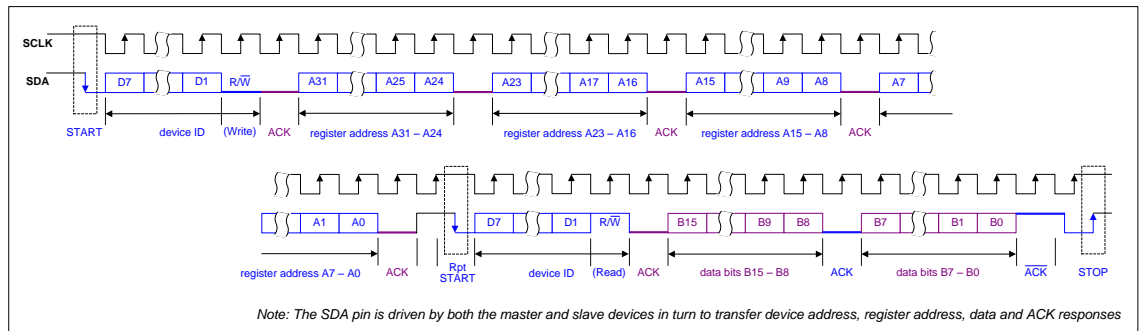 SCLK
SDA D7 D1 R/W̅ A31 A25 A24 A23 A17 A16 A15 A9 A8 A7
START device ID (Write) ACK register address A31 – A24 ACK register address A23 – A16 ACK register address A15 – A8 ACK
A1 A0 D7 D1 R/W̅ B15 B9 B8 B7 B1 B0
register address A7 – A0 ACK Rpt START device ID (Read) ACK data bits B15 – B8 ACK data bits B7 – B0 A̅C̅K̅ STOP
Note: The SDA pin is driven by both the master and slave devices in turn to transfer device address, register address, data and ACK responses